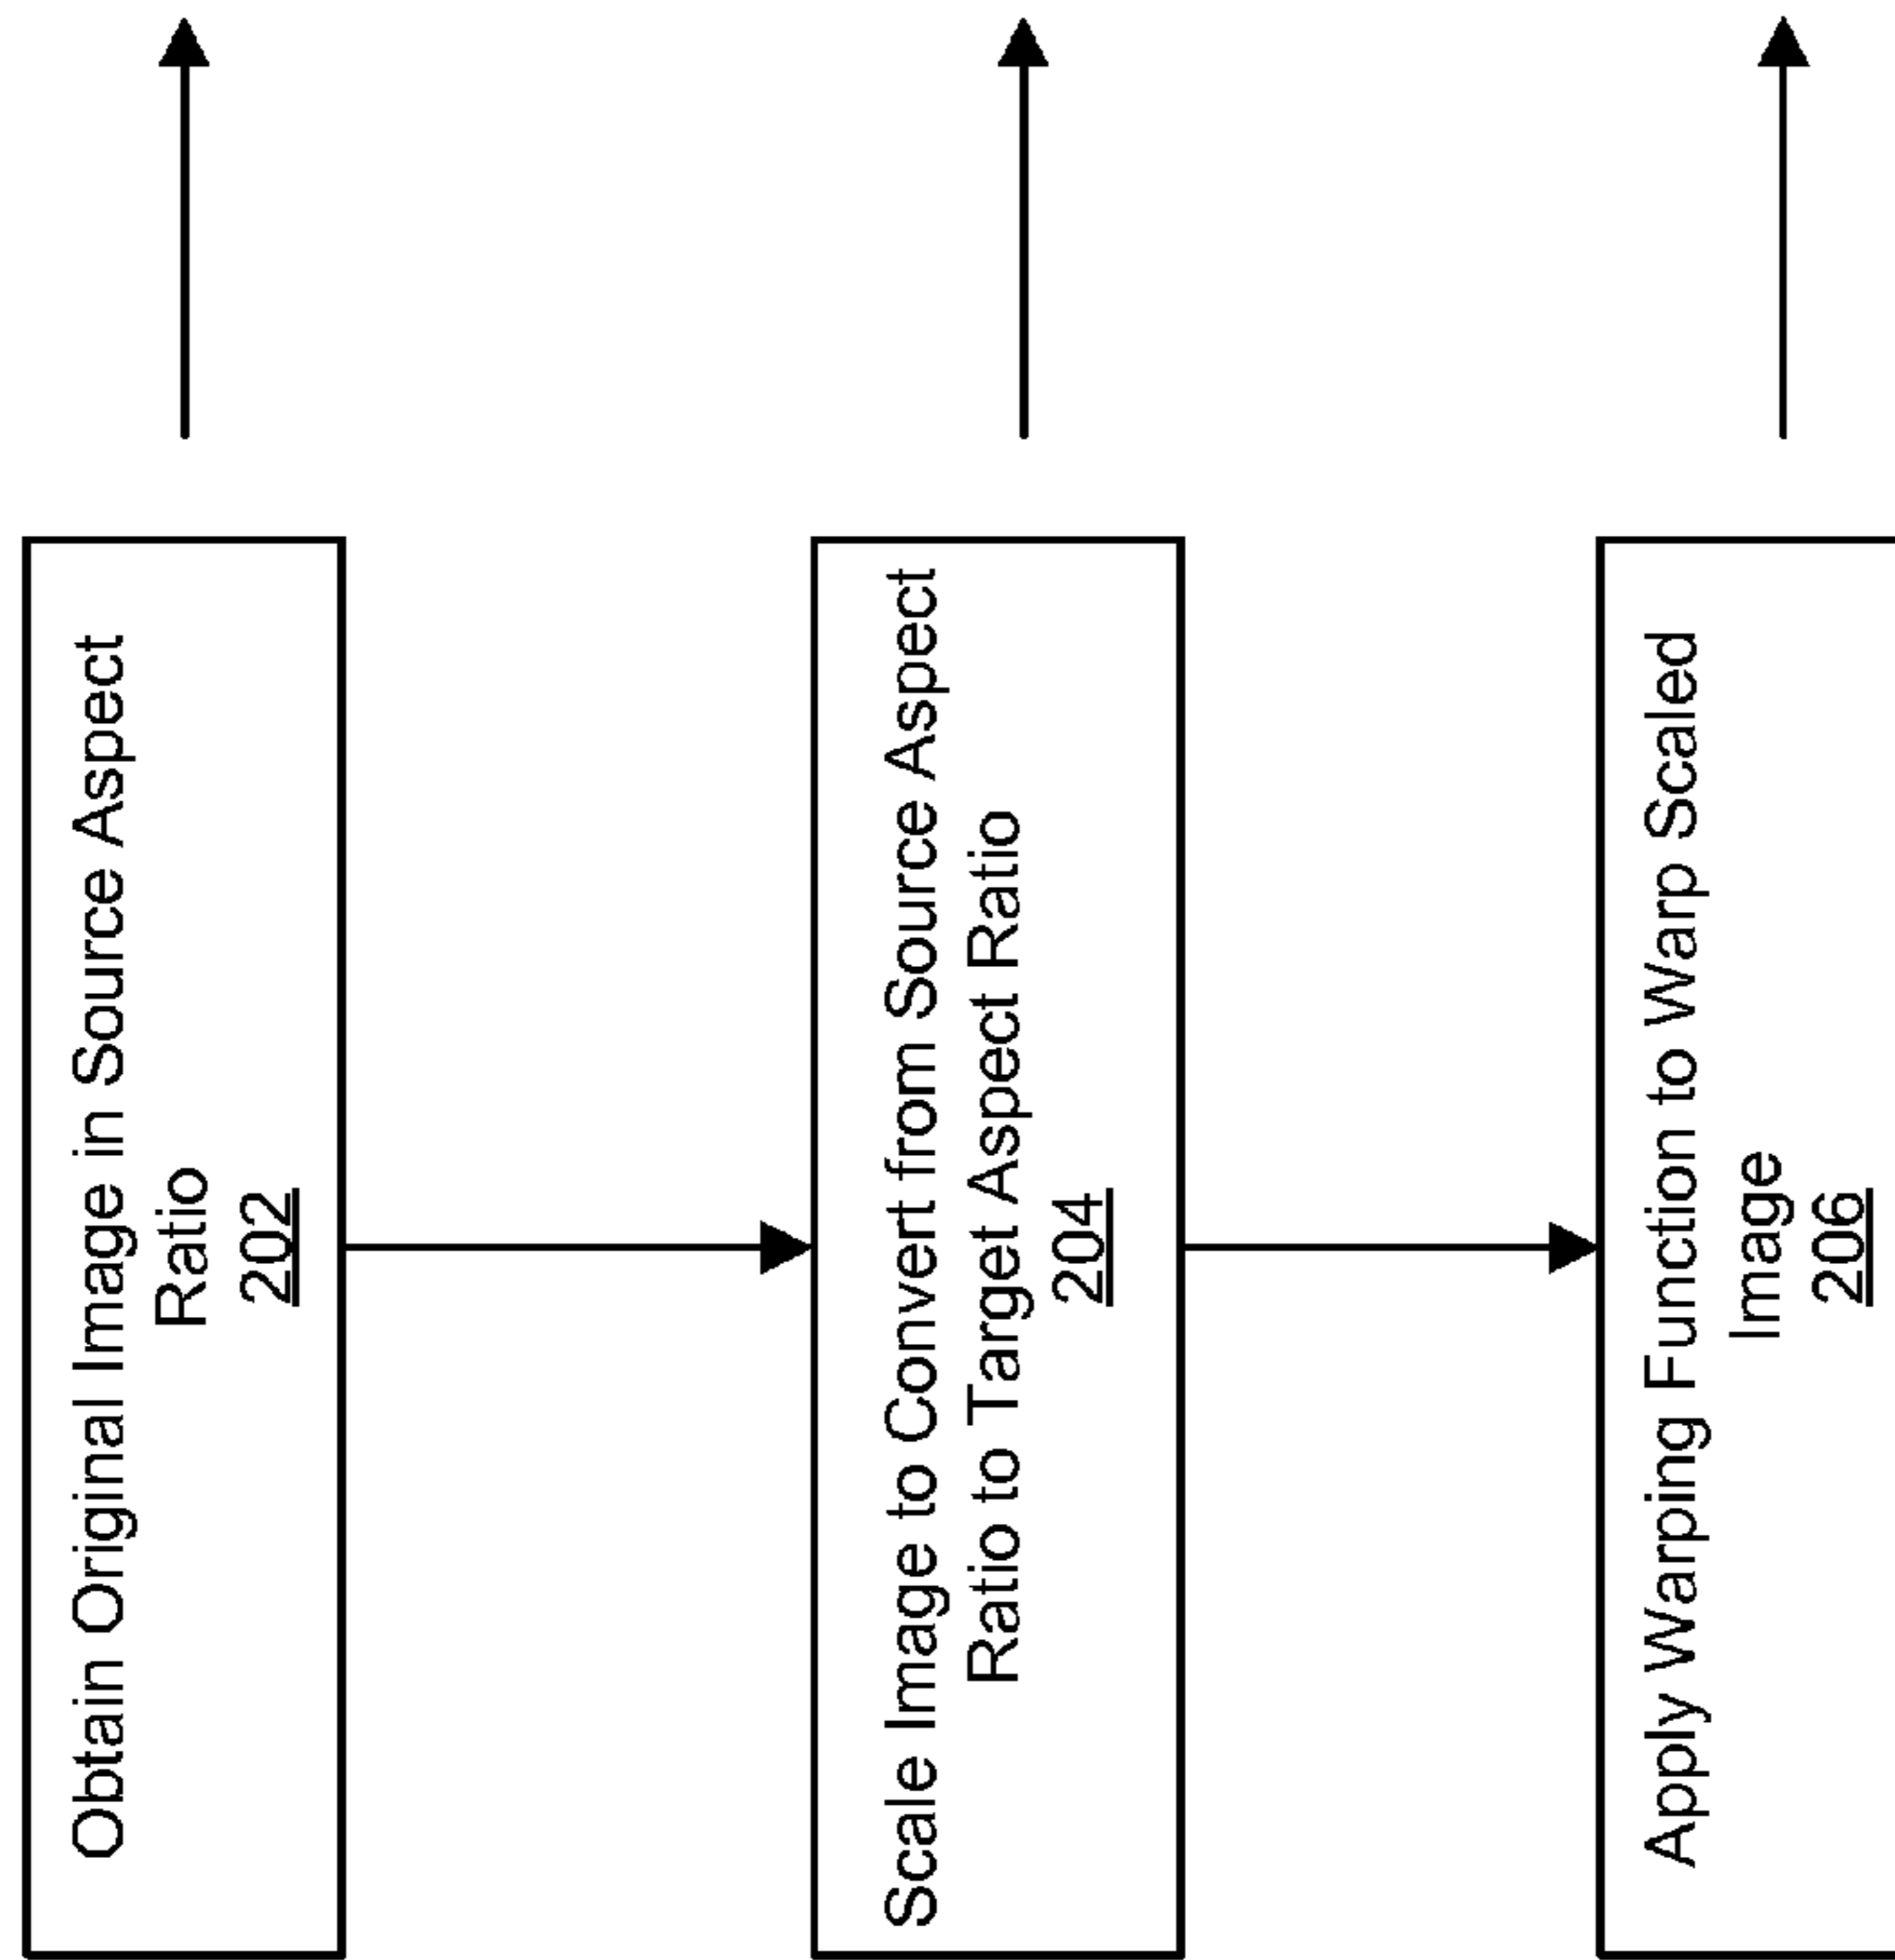 Obtain Original Image in Source Aspect
Ratio
202
Scale Image to Convert from Source Aspect
Ratio to Target Aspect Ratio
204
Apply Warping Function to Warp Scaled
Image
206